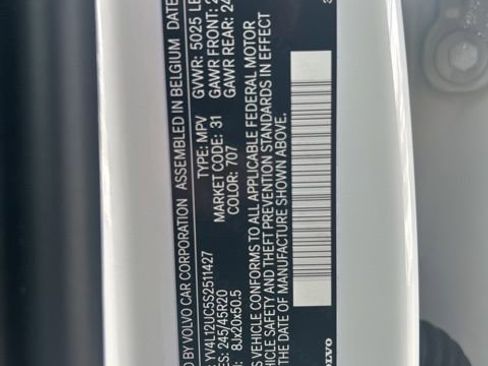 D BY VOLVO CAR CORPORATION ASSEMBLED IN BELGIUM DATE
YV4L12UC5S2511427 TYPE: MPV GVWR: 5025 LB
ES: 245/45R20 MARKET CODE: 31 GAWR FRONT: 2
8Jx20x50.5 COLOR: 707 GAWR REAR: 24
S VEHICLE CONFORMS TO ALL APPLICABLE FEDERAL MOTOR
SAFETY AND THEFT PREVENTION STANDARDS IN EFFECT
THE DATE OF MANUFACTURE SHOWN ABOVE.
VOLVO